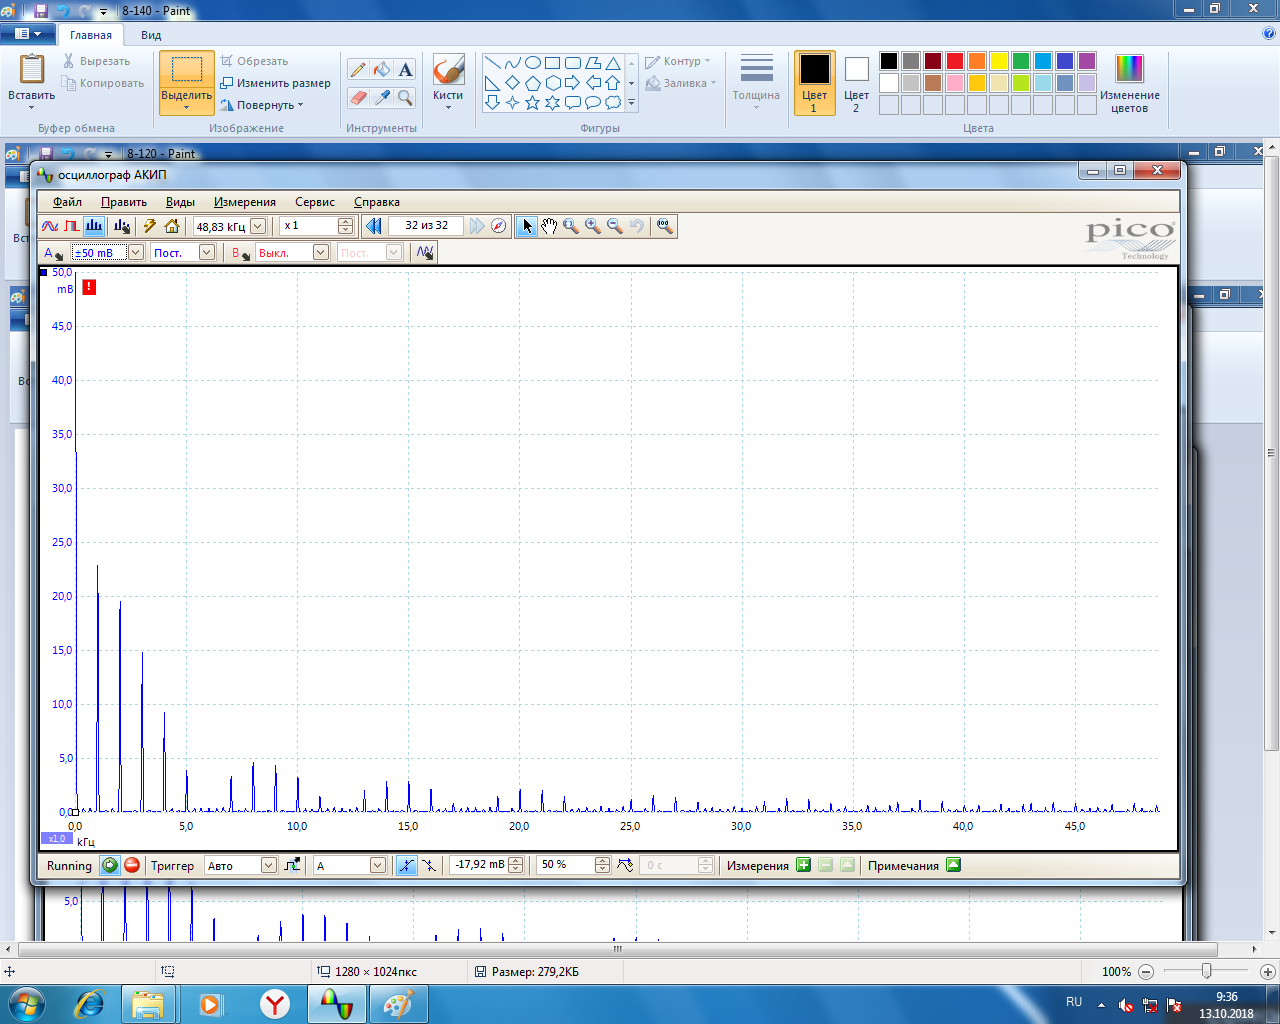 8-140 - Paint
Главная Вид
Вставить
Вырезать
Копировать
Буфер обмена
Выделить
Обрезать
Изменить размер
Повернуть
Изображение
A
Инструменты
Кисти
Контур
Заливка
Фигуры
Толщина
Цвет 1
Цвет 2
Изменение цветов
Цвета
8-120 - Paint
осциллограф АКИП
Файл Править Виды Измерения Сервис Справка
48,83 кГц x 1 32 из 32
pico
Technology
A ±50 mВ Пост. B Выкл. Пост.
50,0
mВ
!
45,0
40,0
35,0
30,0
25,0
20,0
15,0
10,0
5,0
0,0
0,0 5,0 10,0 15,0 20,0 25,0 30,0 35,0 40,0 45,0
x1,0 кГц
Running Триггер Авто A -17,92 mВ 50 % 0 с Измерения Примечания
5,0
1280 × 1024пкс Размер: 279,2КБ 100%
RU 9:36
13.10.2018